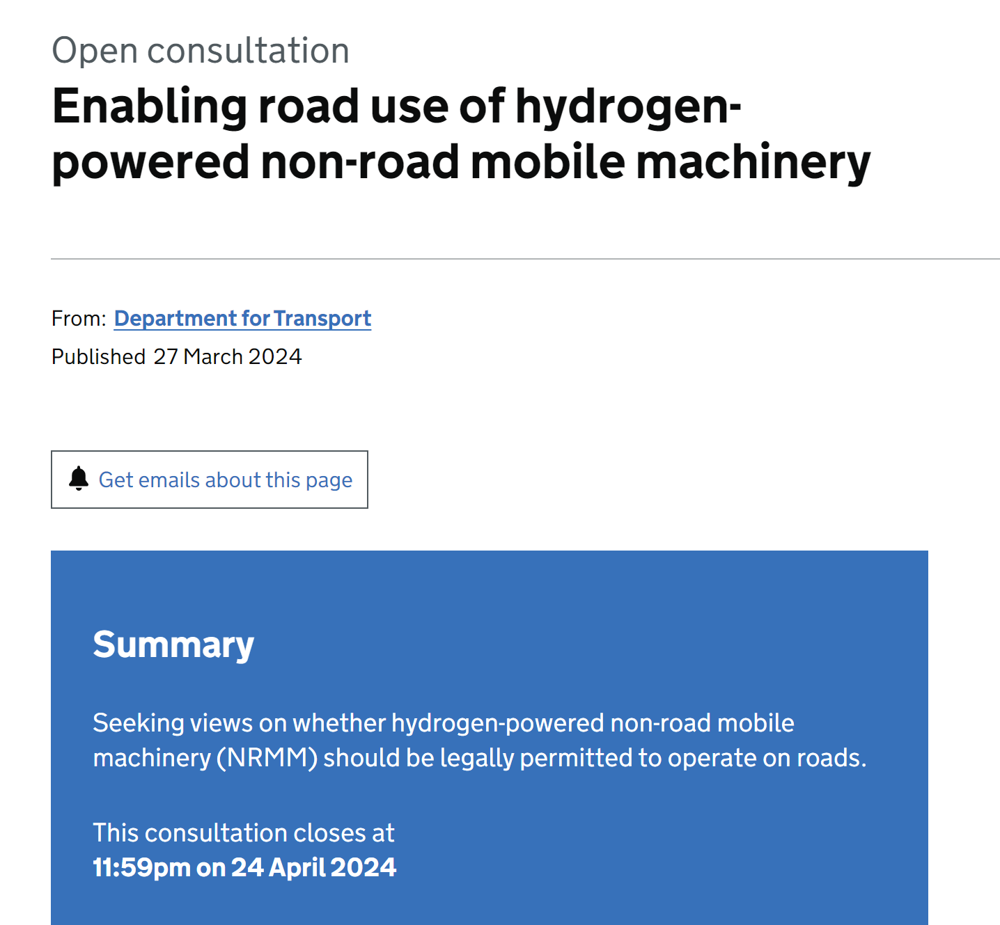 Open consultation
Enabling road use of hydrogen-
powered non-road mobile machinery
From: Department for Transport
Published 27 March 2024
Get emails about this page
Summary
Seeking views on whether hydrogen-powered non-road mobile
machinery (NRMM) should be legally permitted to operate on roads.
This consultation closes at
11:59pm on 24 April 2024